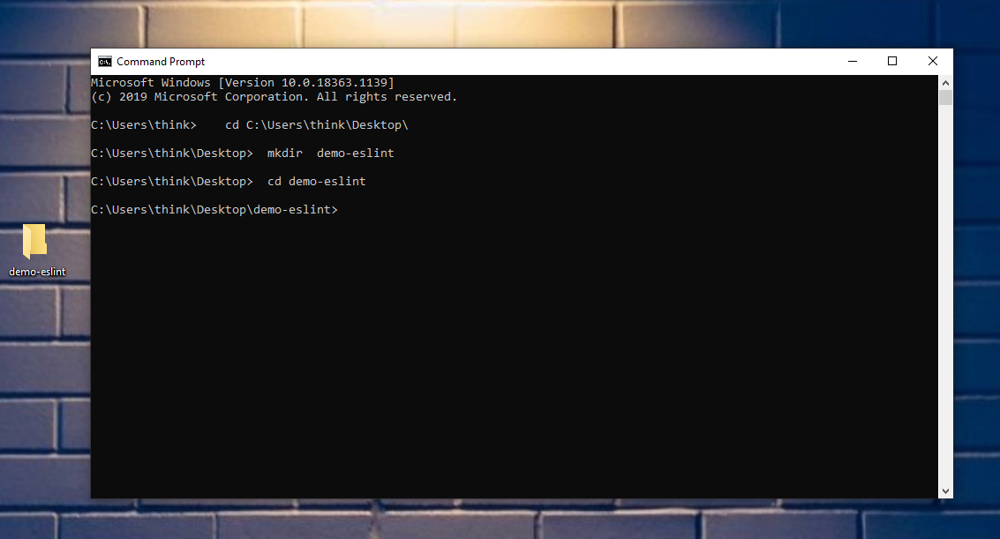 Command Prompt
Microsoft Windows [Version 10.0.18363.1139]
(c) 2019 Microsoft Corporation. All rights reserved.
C:\Users\think>    cd C:\Users\think\Desktop\
C:\Users\think\Desktop>  mkdir  demo-eslint
C:\Users\think\Desktop>  cd demo-eslint
C:\Users\think\Desktop\demo-eslint>
demo-eslint